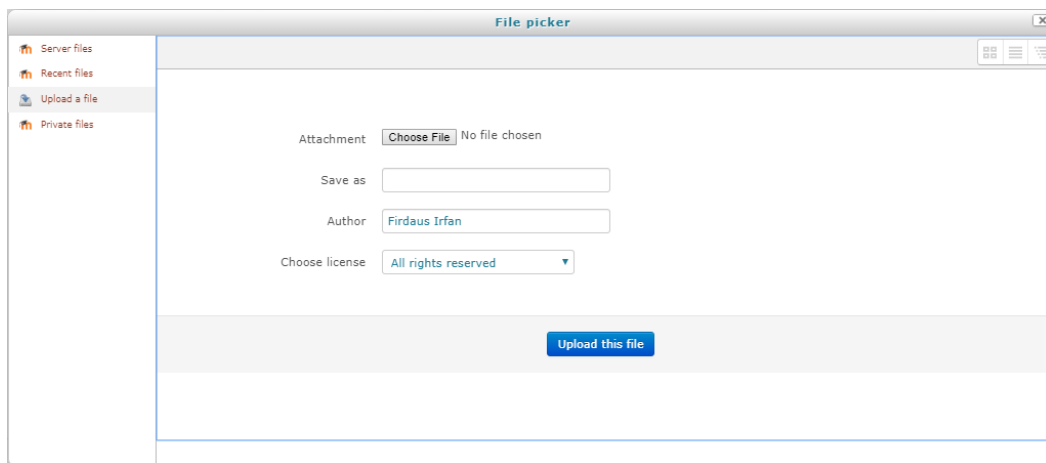 File picker
Server files
Recent files
Upload a file
Private files
Attachment Choose File No file chosen
Save as
Author Firdaus Irfan
Choose license All rights reserved
Upload this file